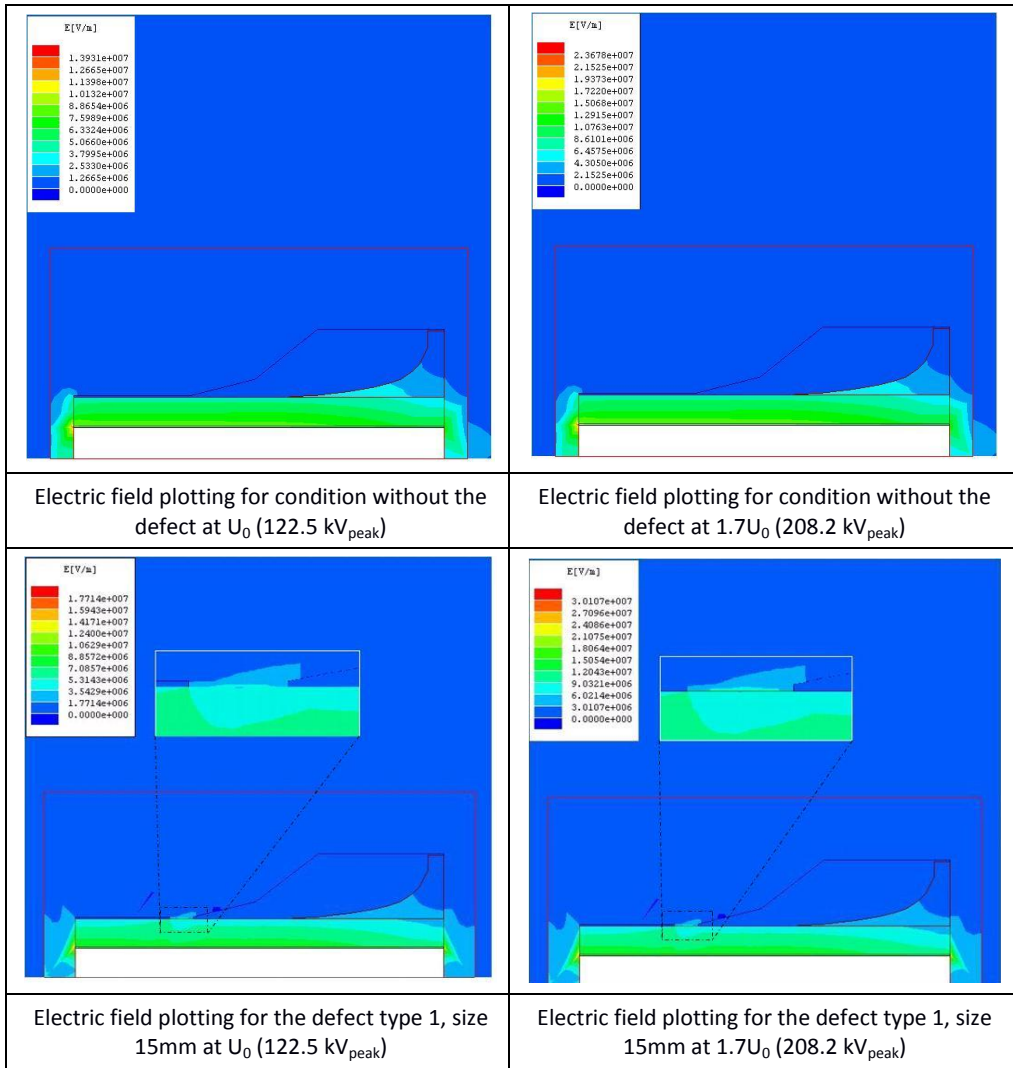 E[V/m]
1.3931e+007
1.2665e+007
1.1398e+007
1.0132e+007
8.8654e+006
7.5989e+006
6.3324e+006
5.0660e+006
3.7995e+006
2.5330e+006
1.2665e+006
0.0000e+000
E[V/m]
2.3678e+007
2.1525e+007
1.9373e+007
1.7220e+007
1.5068e+007
1.2915e+007
1.0763e+007
8.6101e+006
6.4575e+006
4.3050e+006
2.1525e+006
0.0000e+000
Electric field plotting for condition without the
defect at U₀ (122.5 kVpeak)
Electric field plotting for condition without the
defect at 1.7U₀ (208.2 kVpeak)
E[V/m]
1.7714e+007
1.5943e+007
1.4171e+007
1.2400e+007
1.0629e+007
8.8572e+006
7.0857e+006
5.3143e+006
3.5429e+006
1.7714e+006
0.0000e+000
E[V/m]
3.0107e+007
2.7096e+007
2.4086e+007
2.1075e+007
1.8064e+007
1.5054e+007
1.2043e+007
9.0321e+006
6.0214e+006
3.0107e+006
0.0000e+000
Electric field plotting for the defect type 1, size
15mm at U₀ (122.5 kVpeak)
Electric field plotting for the defect type 1, size
15mm at 1.7U₀ (208.2 kVpeak)